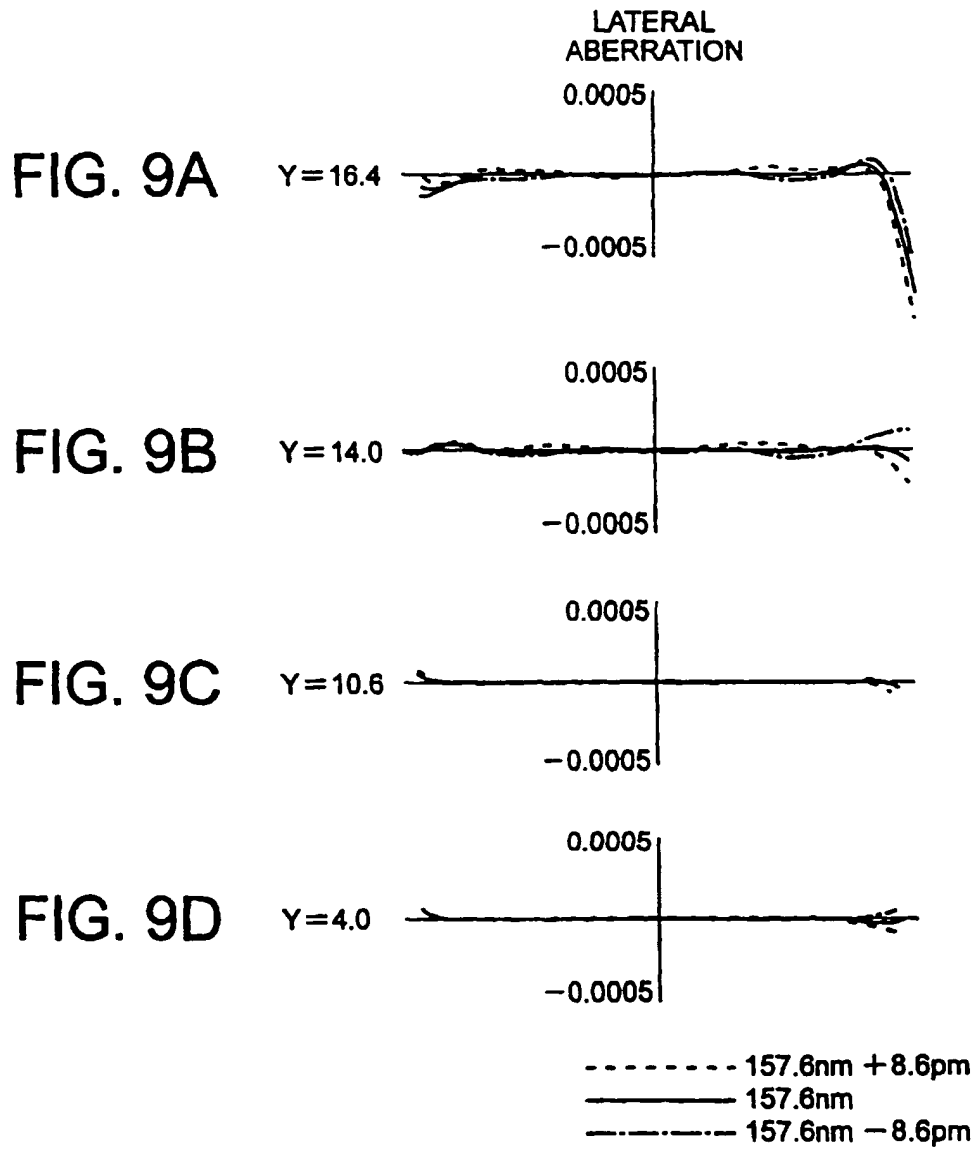 LATERAL
ABERRATION
0.0005
FIG. 9A Y=16.4
−0.0005
0.0005
FIG. 9B Y=14.0
−0.0005
0.0005
FIG. 9C Y=10.6
−0.0005
0.0005
FIG. 9D Y=4.0
−0.0005
157.6nm +8.6pm
157.6nm
157.6nm −8.6pm